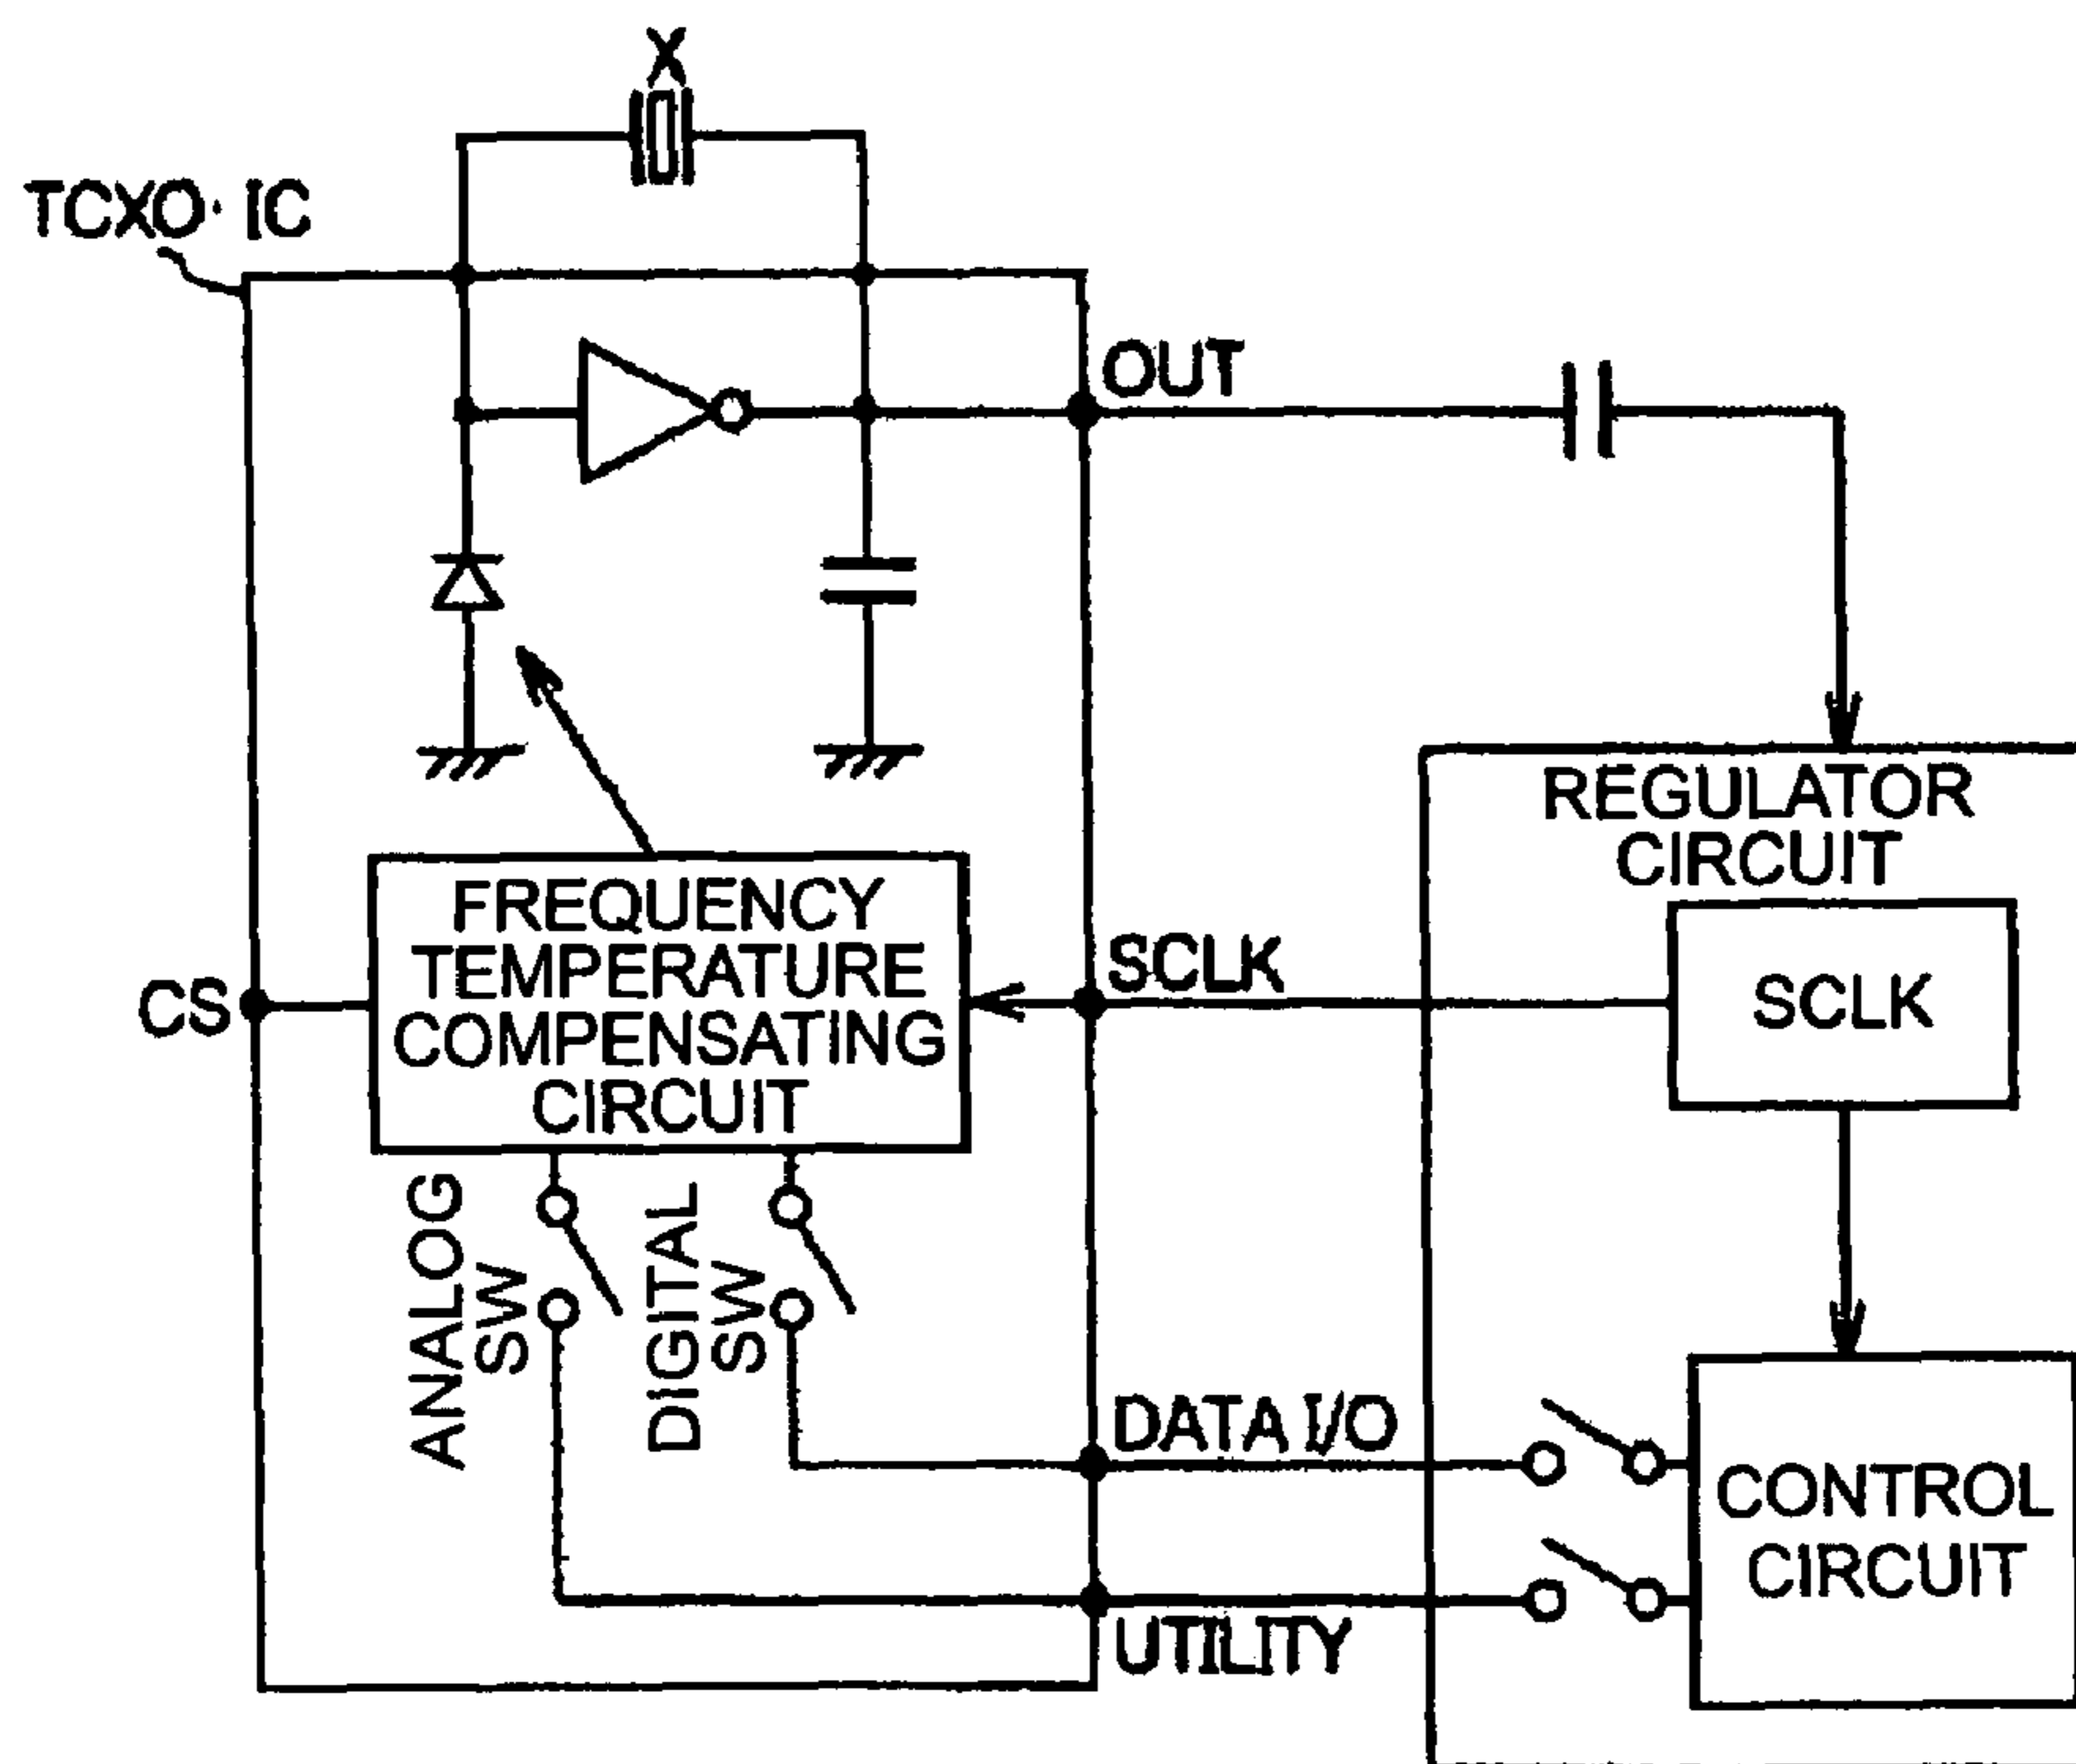 X
TCXO· IC
OUT
REGULATOR
CIRCUIT
FREQUENCY
TEMPERATURE
COMPENSATING
CIRCUIT
CS
SCLK
SCLK
ANALOG
SW
DIGITAL
SW
DATA I/O
UTILITY
CONTROL
CIRCUIT